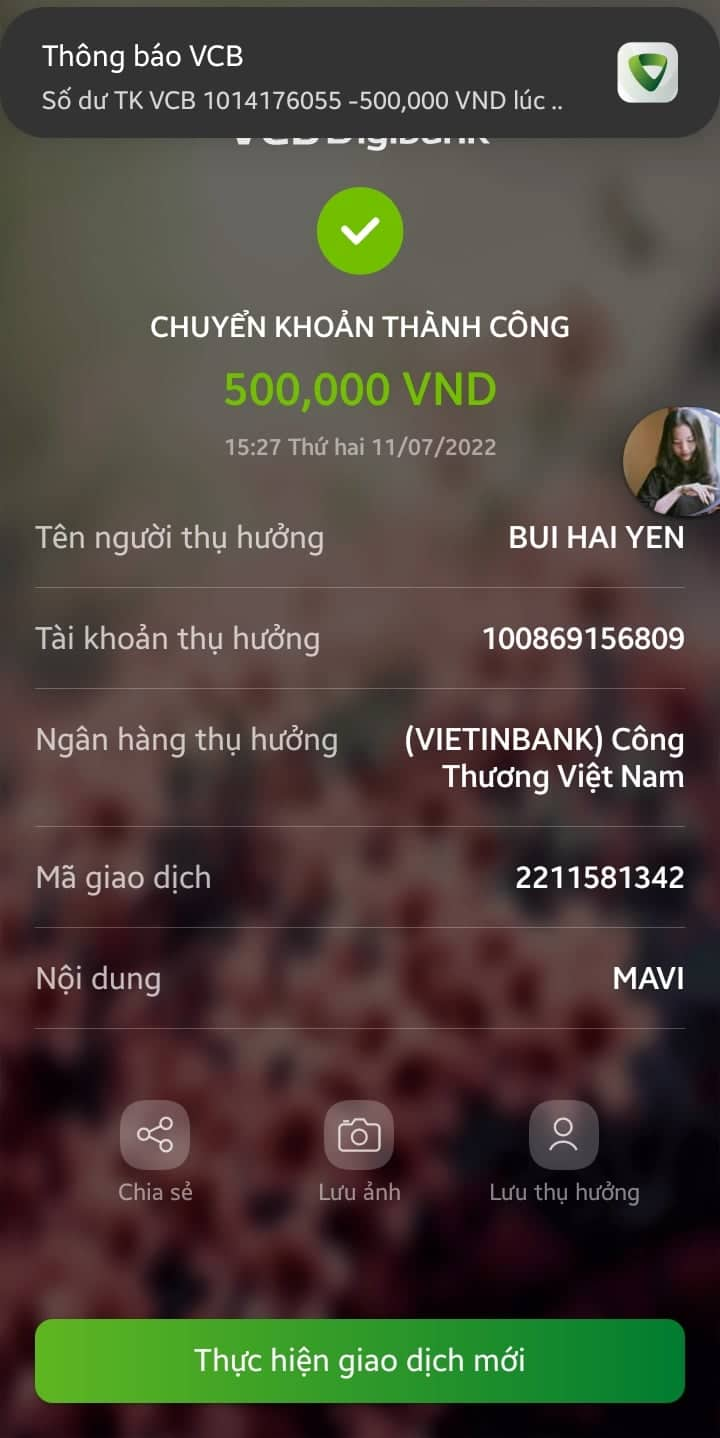 Thông báo VCB
Số dư TK VCB 1014176055 -500,000 VND lúc ..
VCB Digibank
CHUYỂN KHOẢN THÀNH CÔNG
500,000 VND
15:27 Thứ hai 11/07/2022
Tên người thụ hưởng BUI HAI YEN
Tài khoản thụ hưởng 100869156809
Ngân hàng thụ hưởng (VIETINBANK) Công
Thương Việt Nam
Mã giao dịch 2211581342
Nội dung MAVI
Chia sẻ Lưu ảnh Lưu thụ hưởng
Thực hiện giao dịch mới